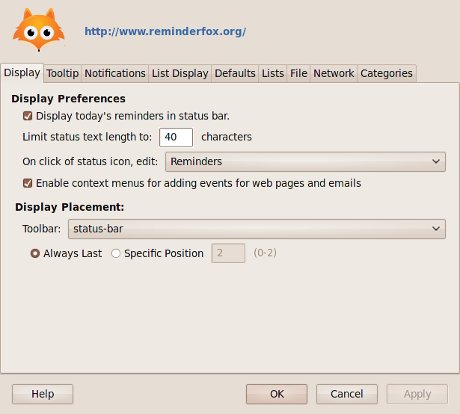 http://www.reminderfox.org/
Display Tooltip Notifications List Display Defaults Lists File Network Categories
Display Preferences
Display today's reminders in status bar.
Limit status text length to: 40 characters
On click of status icon, edit: Reminders
Enable context menus for adding events for web pages and emails
Display Placement:
Toolbar: status-bar
Always Last Specific Position 2 (0-2)
Help OK Cancel Apply